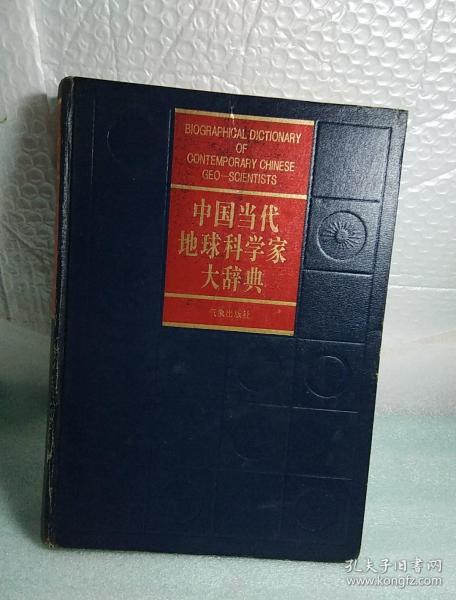 BIOGRAPHICAL DICTIONARY
OF
CONTEMPORARY CHINESE
GEO-SCIENTISTS
中国当代
地球科学家
大辞典
气象出版社
孔夫子旧书网
www.kongfz.com